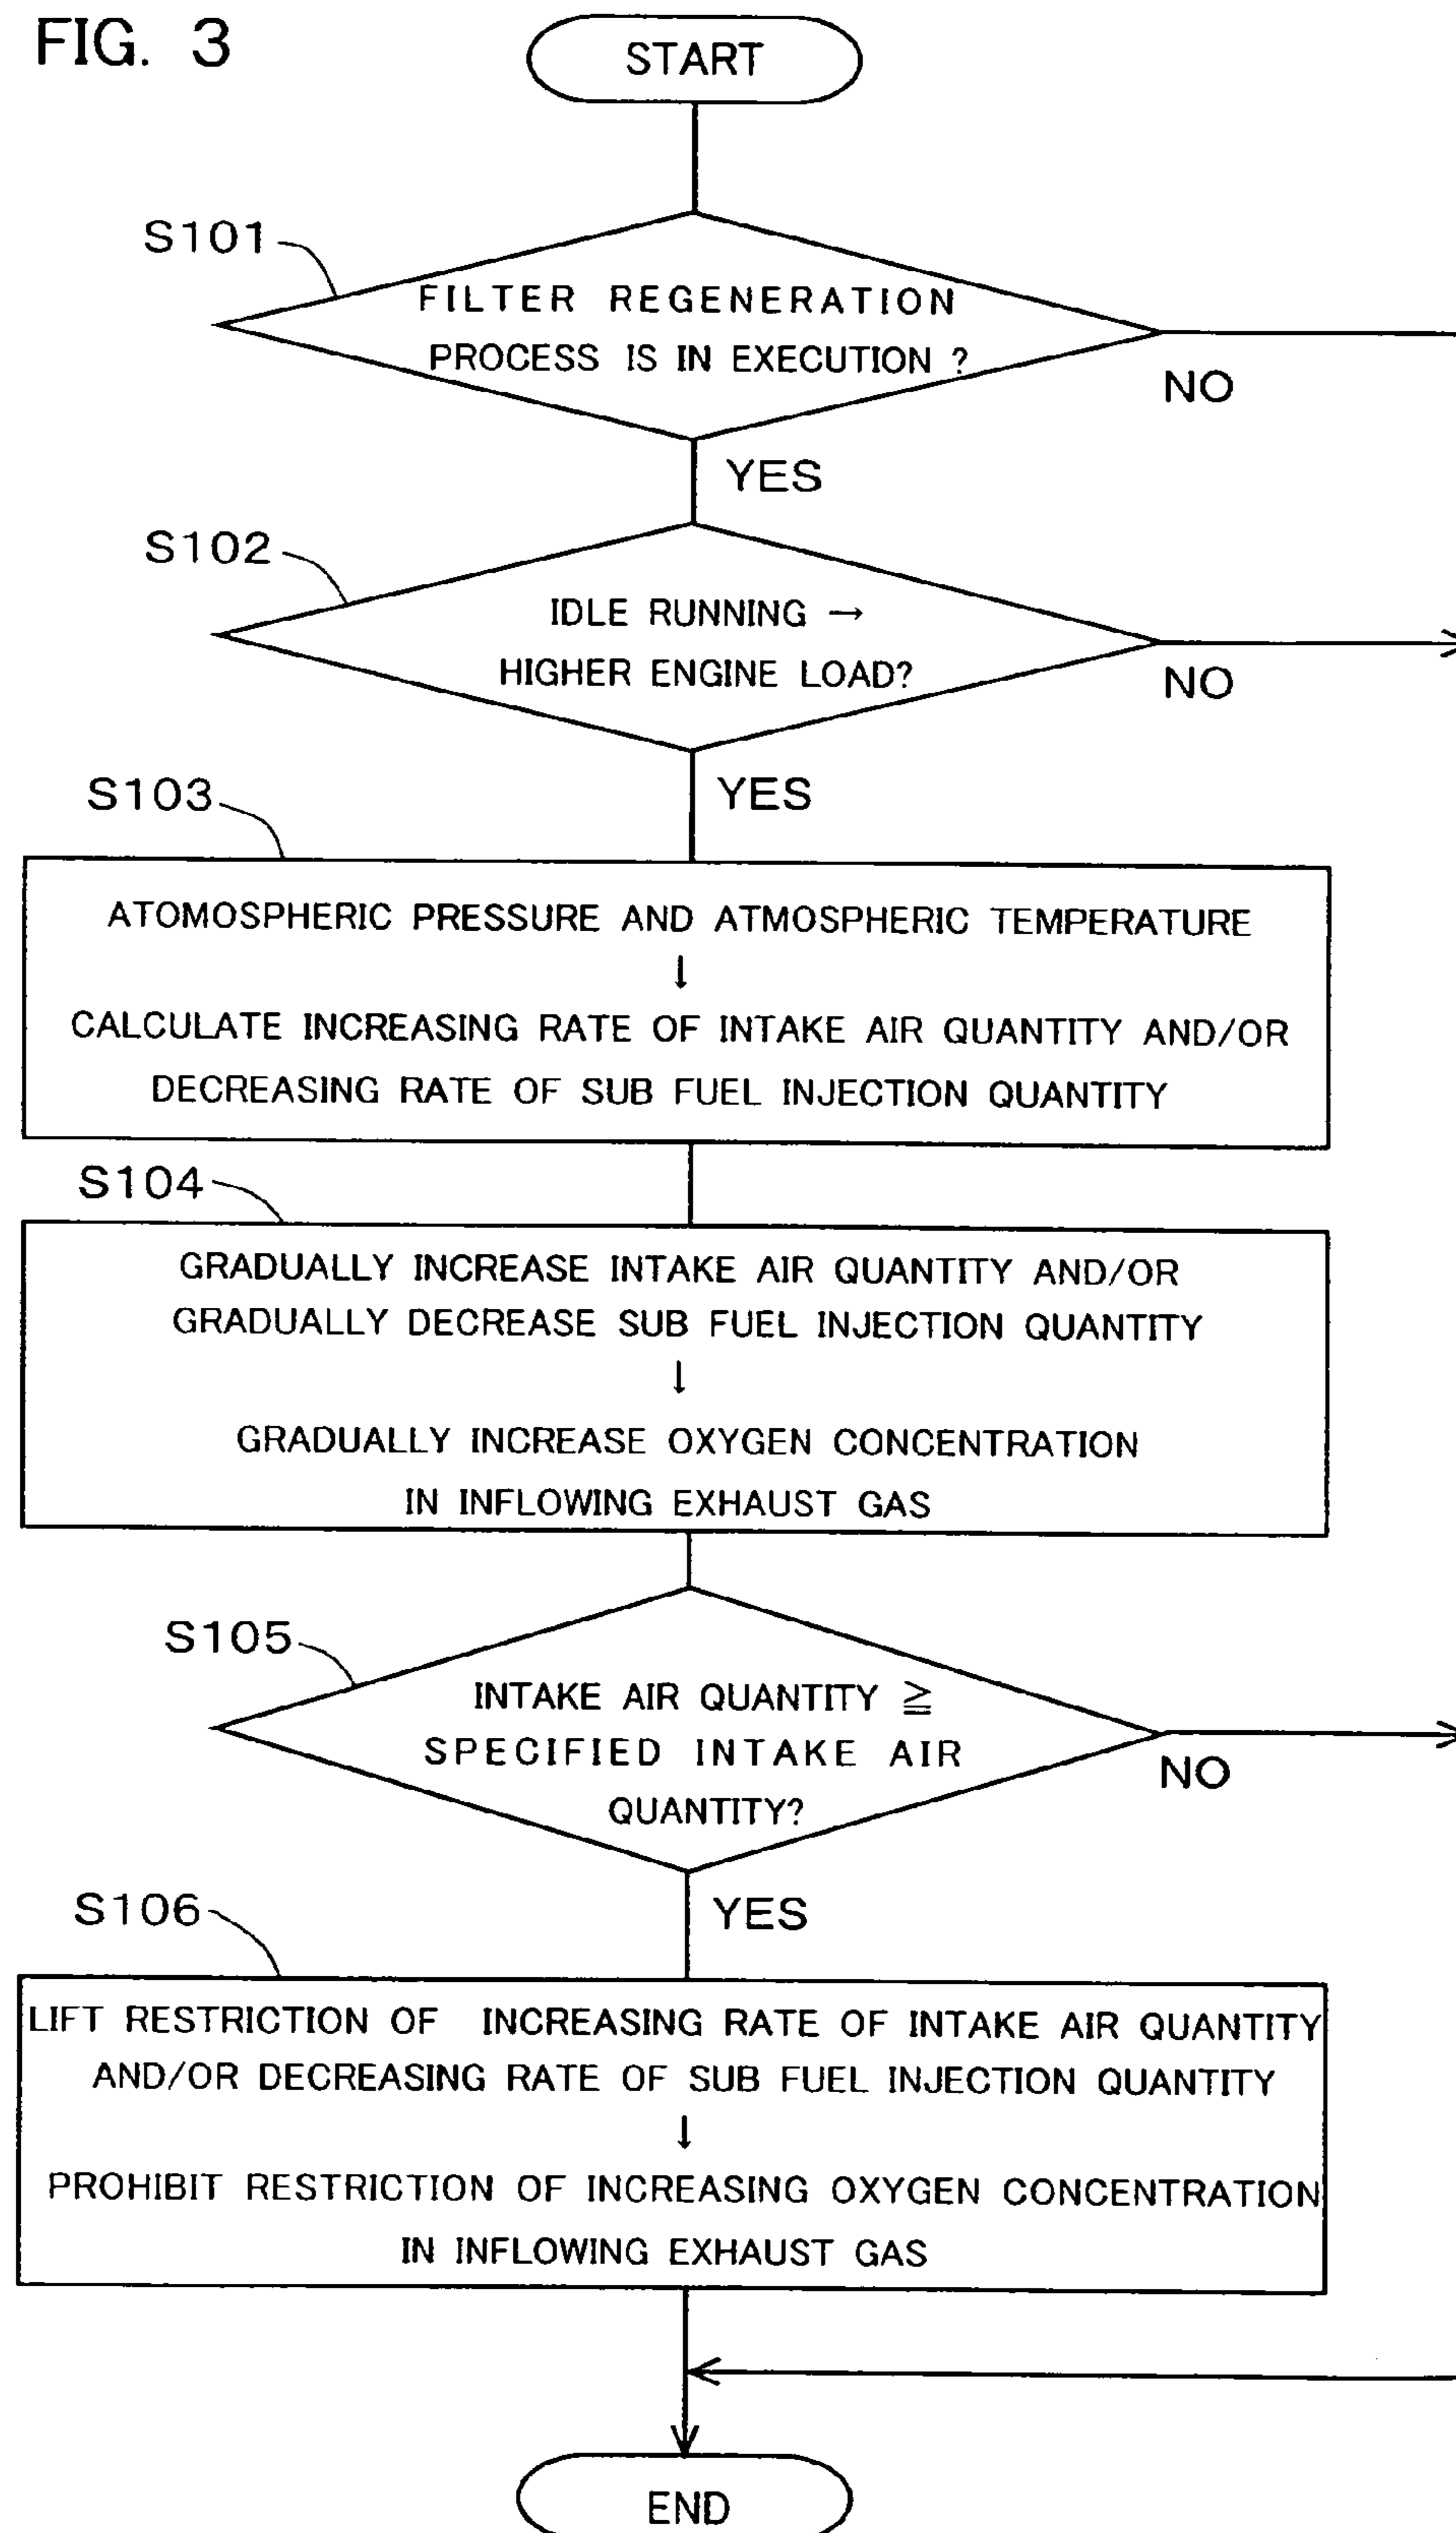 FIG. 3
START
S101
FILTER REGENERATION
PROCESS IS IN EXECUTION ?
NO
YES
S102
IDLE RUNNING →
HIGHER ENGINE LOAD?
NO
YES
S103
ATOMOSPHERIC PRESSURE AND ATMOSPHERIC TEMPERATURE
↓
CALCULATE INCREASING RATE OF INTAKE AIR QUANTITY AND/OR
DECREASING RATE OF SUB FUEL INJECTION QUANTITY
S104
GRADUALLY INCREASE INTAKE AIR QUANTITY AND/OR
GRADUALLY DECREASE SUB FUEL INJECTION QUANTITY
↓
GRADUALLY INCREASE OXYGEN CONCENTRATION
IN INFLOWING EXHAUST GAS
S105
INTAKE AIR QUANTITY ≧
SPECIFIED INTAKE AIR
QUANTITY?
NO
YES
S106
LIFT RESTRICTION OF INCREASING RATE OF INTAKE AIR QUANTITY
AND/OR DECREASING RATE OF SUB FUEL INJECTION QUANTITY
↓
PROHIBIT RESTRICTION OF INCREASING OXYGEN CONCENTRATION
IN INFLOWING EXHAUST GAS
END